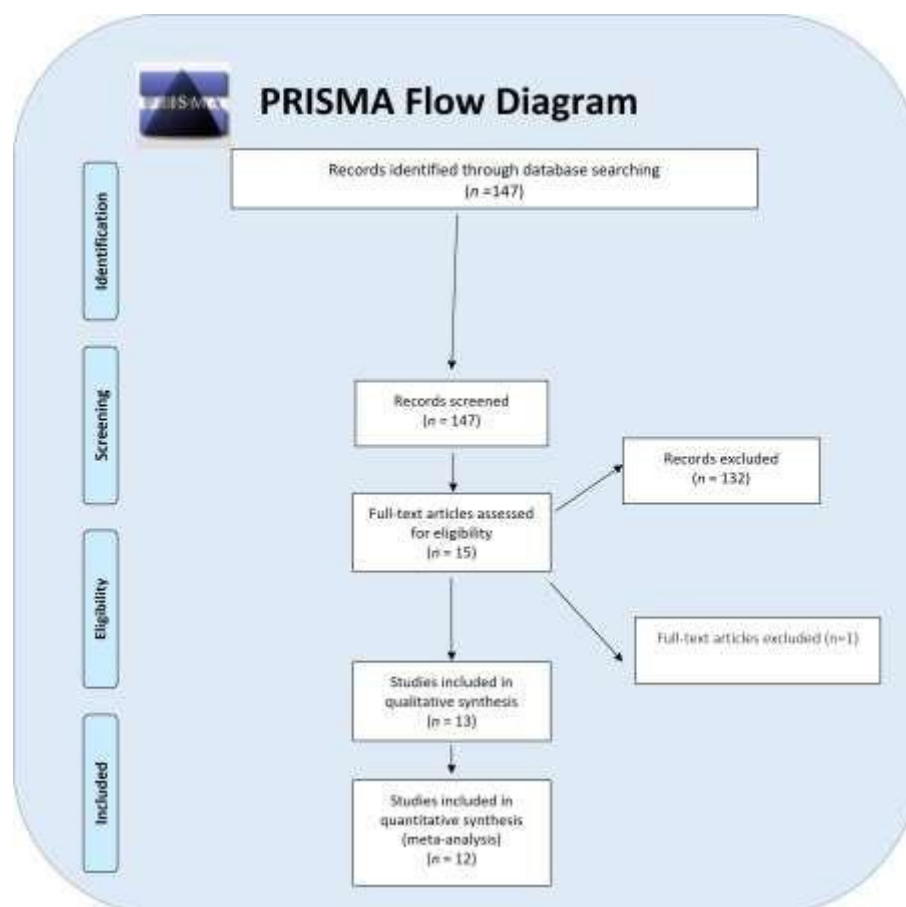 PRISMA
PRISMA Flow Diagram
Identification
Records identified through database searching
(n =147)
Screening
Records screened
(n = 147)
Records excluded
(n = 132)
Full-text articles assessed
for eligibility
(n = 15)
Eligibility
Full-text articles excluded (n=1)
Studies included in
qualitative synthesis
(n = 13)
Included
Studies included in
quantitative synthesis
(meta-analysis)
(n = 12)